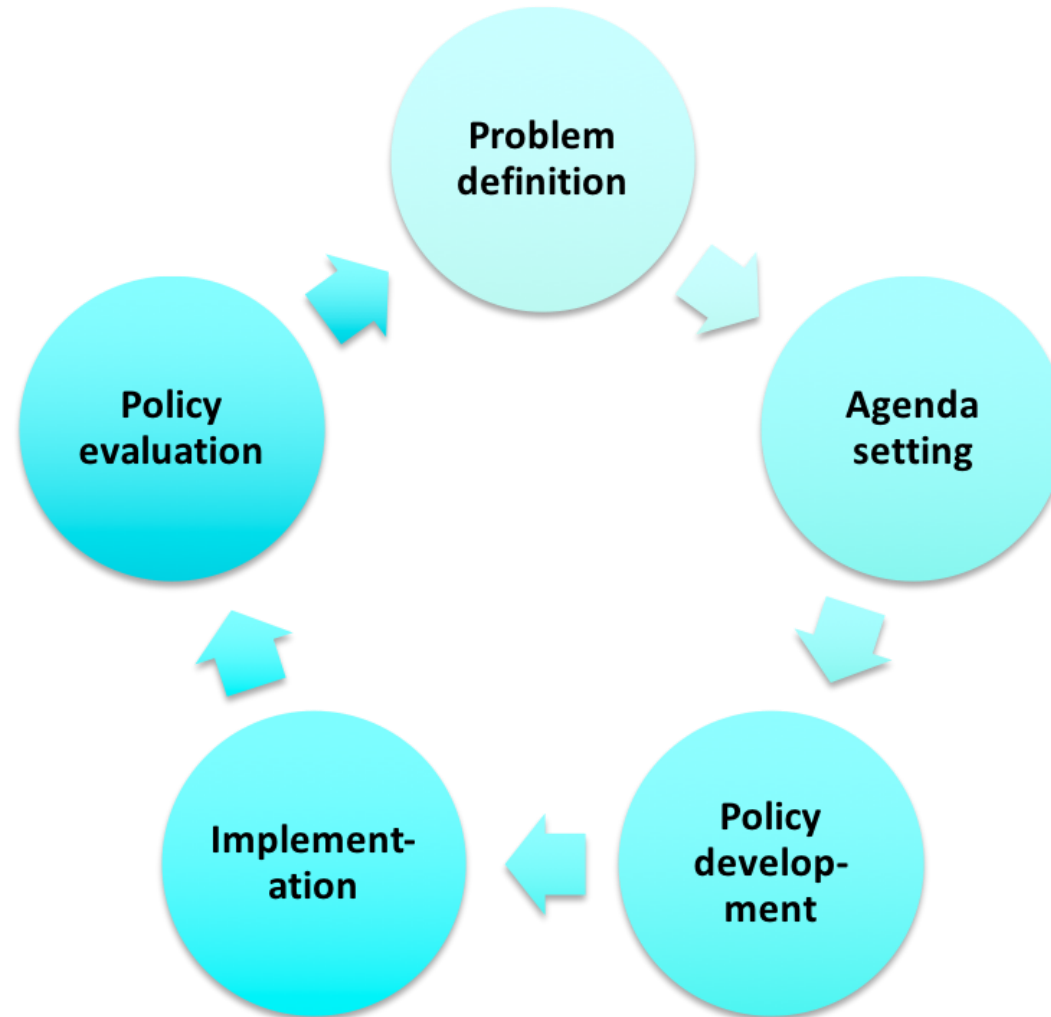 Problem
definition
Agenda
setting
Policy
develop-
ment
Implement-
ation
Policy
evaluation